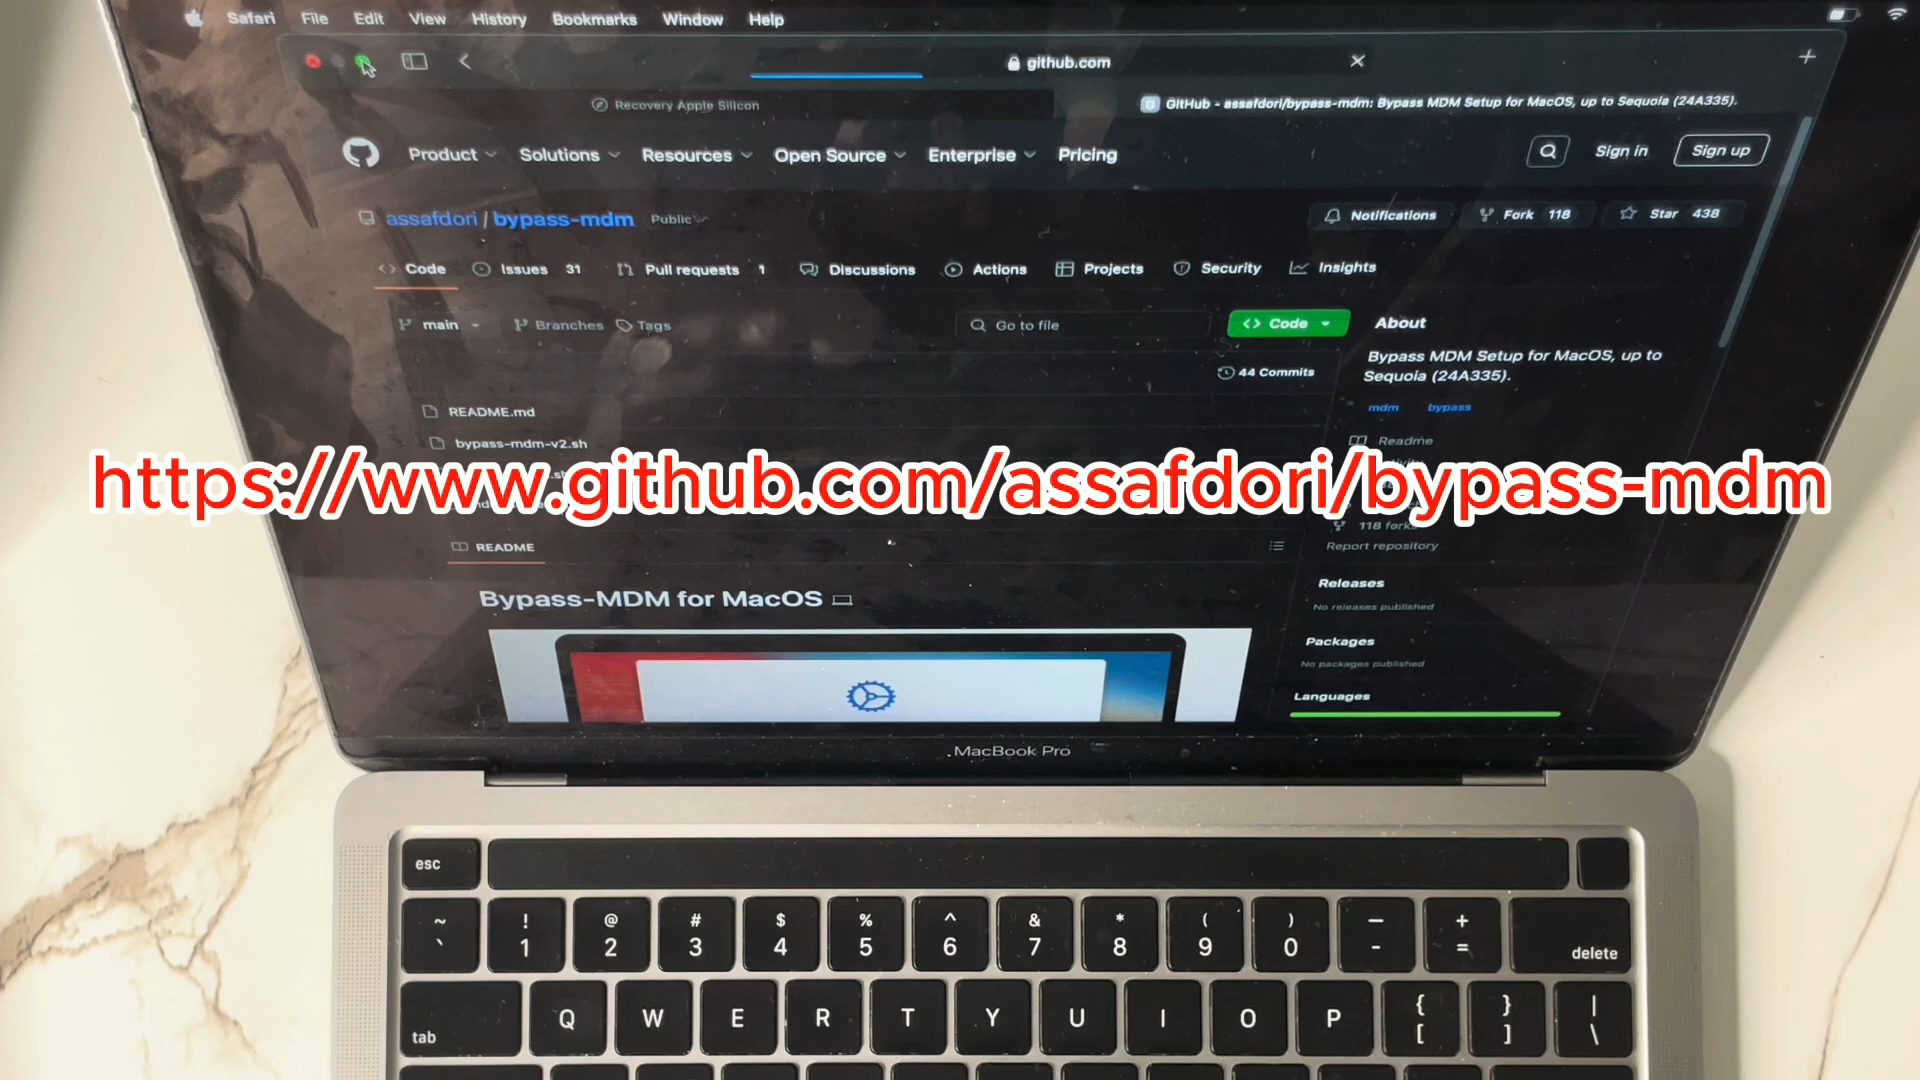 Safari File Edit View History Bookmarks Window Help
github.com
Recovery Apple Silicon
GitHub - assafdori/bypass-mdm: Bypass MDM Setup for MacOS, up to Sequoia (24A335).
Product Solutions Resources Open Source Enterprise Pricing
Sign in Sign up
assafdori / bypass-mdm Public
Notifications Fork 118 Star 438
Code Issues 31 Pull requests 1 Discussions Actions Projects Security Insights
main Branches Tags Go to file Code
About
Bypass MDM Setup for MacOS, up to
Sequoia (24A335).
44 Commits
mdm bypass
README.md
bypass-mdm-v2.sh
Readme
https://www.github.com/assafdori/bypass-mdm
118 forks
Report repository
README
Releases
No releases published
Bypass-MDM for MacOS
Packages
No packages published
Languages
MacBook Pro
esc
~ ! @ # $ % ^ & * ( ) — +
` 1 2 3 4 5 6 7 8 9 0 - = delete
tab Q W E R T Y U I O P { [ } ] | \